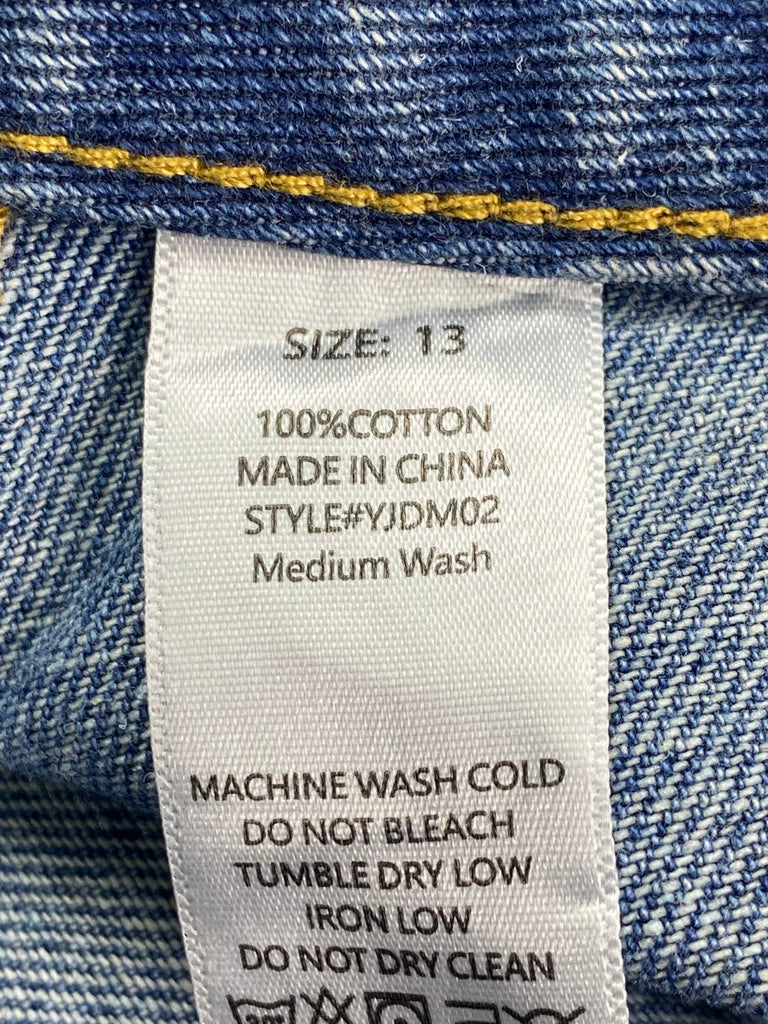 SIZE: 13
100%COTTON
MADE IN CHINA
STYLE#YJDM02
Medium Wash
MACHINE WASH COLD
DO NOT BLEACH
TUMBLE DRY LOW
IRON LOW
DO NOT DRY CLEAN